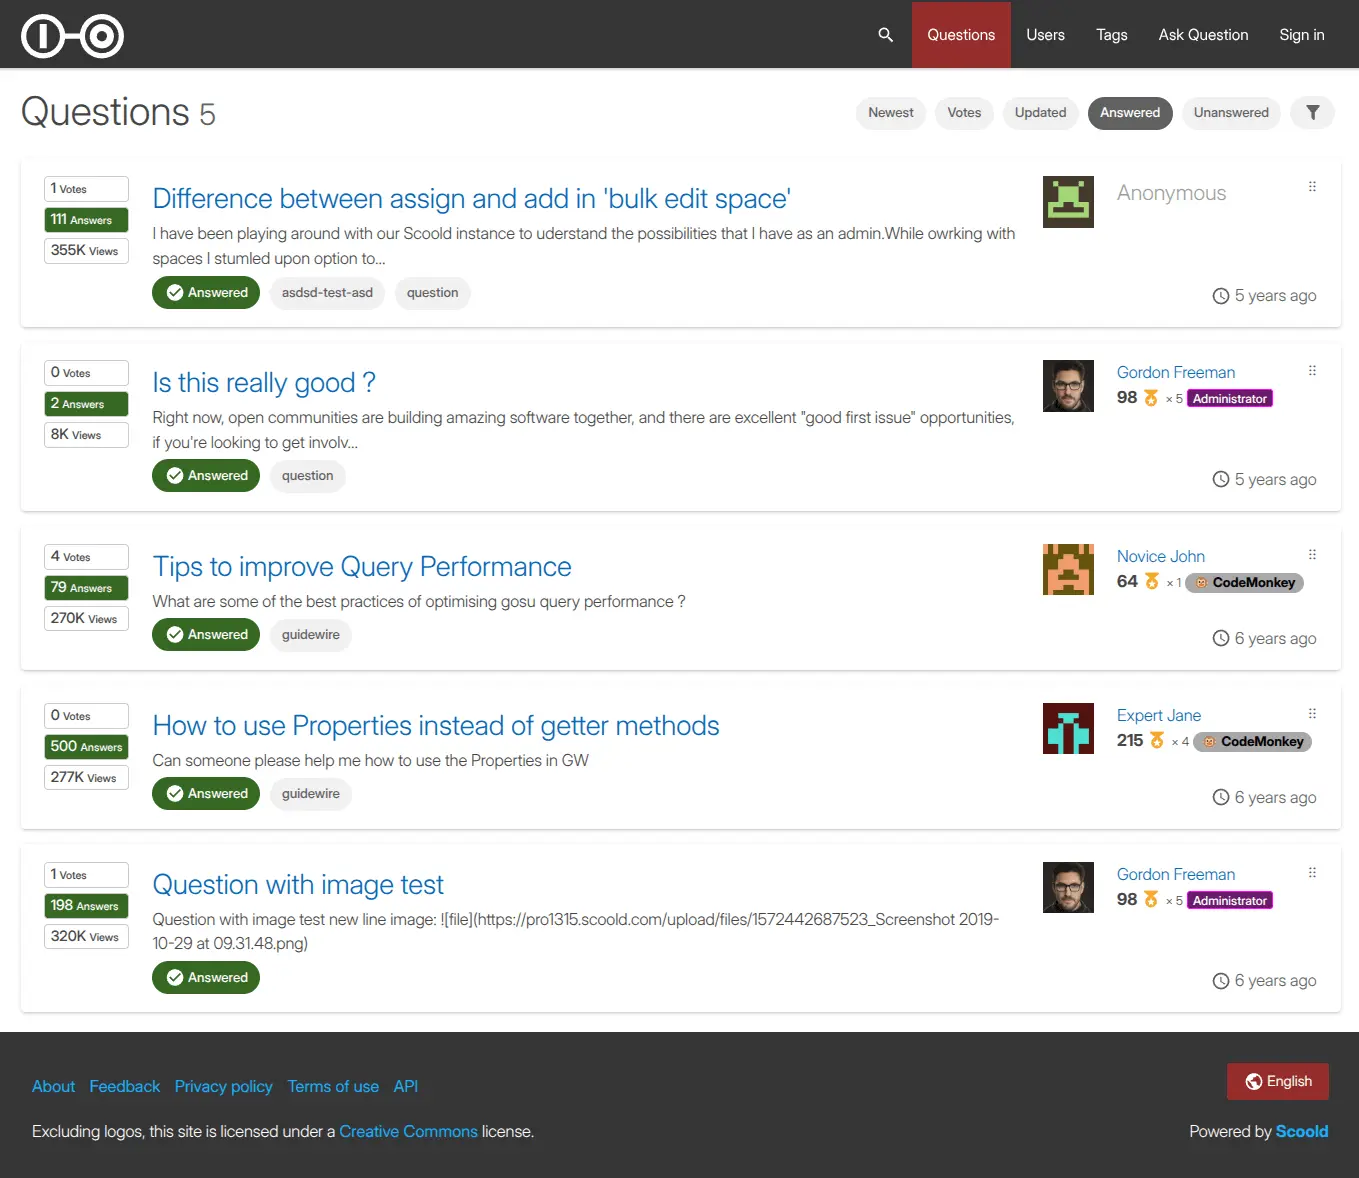 Questions Users Tags Ask Question Sign in
Questions 5
Newest Votes Updated Answered Unanswered
1 Votes
111 Answers
355K Views
Difference between assign and add in 'bulk edit space'
I have been playing around with our Scoold instance to uderstand the possibilities that I have as an admin.While owrking with
spaces I stumled upon option to...
Answered asdsd-test-asd question
Anonymous
5 years ago
0 Votes
2 Answers
8K Views
Is this really good ?
Right now, open communities are building amazing software together, and there are excellent "good first issue" opportunities,
if you're looking to get involv...
Answered question
Gordon Freeman
98 × 5 Administrator
5 years ago
4 Votes
79 Answers
270K Views
Tips to improve Query Performance
What are some of the best practices of optimising gosu query performance ?
Answered guidewire
Novice John
64 × 1 CodeMonkey
6 years ago
0 Votes
500 Answers
277K Views
How to use Properties instead of getter methods
Can someone please help me how to use the Properties in GW
Answered guidewire
Expert Jane
215 × 4 CodeMonkey
6 years ago
1 Votes
198 Answers
320K Views
Question with image test
Question with image test new line image: ![file](https://pro1315.scoold.com/upload/files/1572442687523_Screenshot 2019-
10-29 at 09.31.48.png)
Answered
Gordon Freeman
98 × 5 Administrator
6 years ago
About Feedback Privacy policy Terms of use API
English
Excluding logos, this site is licensed under a Creative Commons license.
Powered by Scoold